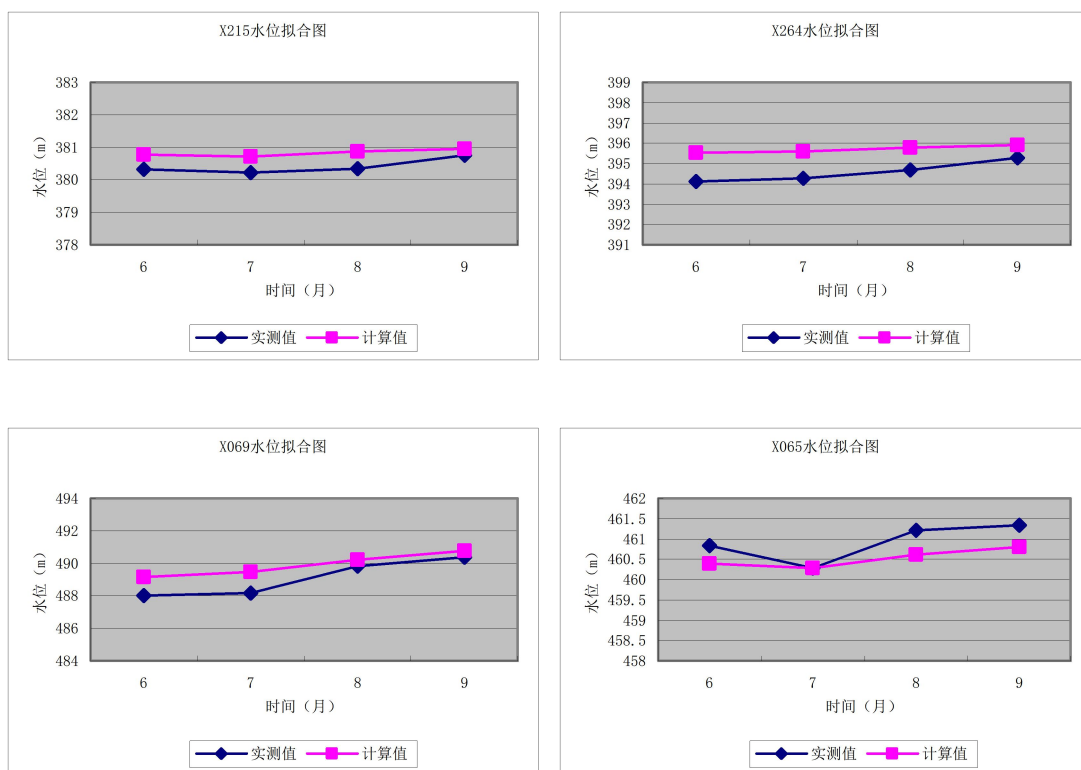 X215水位拟合图
383
382
381
380
379
378
水位（m）
6 7 8 9
时间（月）
实测值 计算值
X264水位拟合图
399
398
397
396
395
394
393
392
391
水位（m）
6 7 8 9
时间（月）
实测值 计算值
X069水位拟合图
494
492
490
488
486
484
水位（m）
6 7 8 9
时间（月）
实测值 计算值
X065水位拟合图
462
461.5
461
460.5
460
459.5
459
458.5
458
水位（m）
6 7 8 9
时间（月）
实测值 计算值